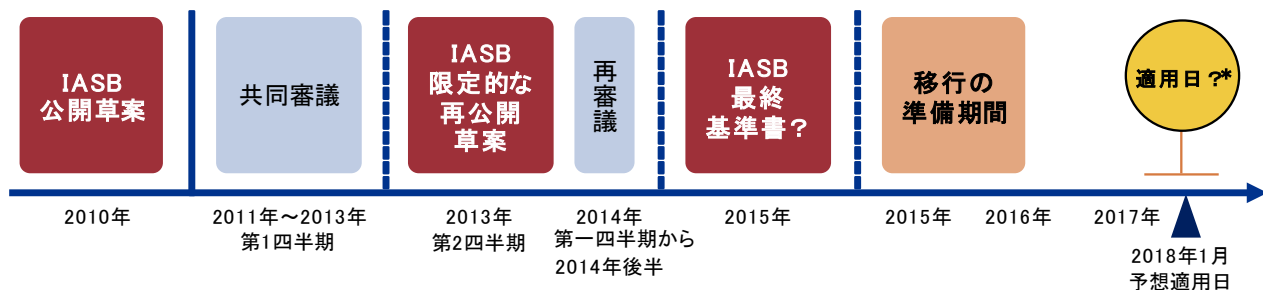 IASB
公開草案
共同審議
IASB
限定的な
再公開
草案
再審議
IASB
最終
基準書？
移行の
準備期間
適用日？*
2010年
2011年～2013年
第1四半期
2013年
第2四半期
2014年
第一四半期から
2014年後半
2015年
2015年
2016年
2017年
2018年1月
予想適用日